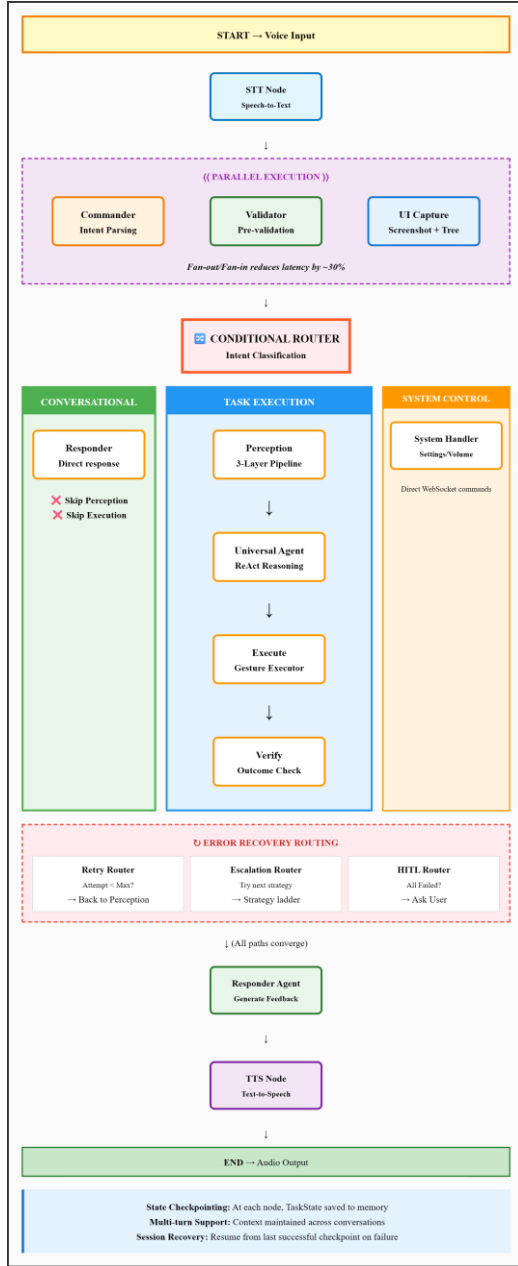 START → Voice Input
STT Node
Speech-to-Text
↓
⟨⟨ PARALLEL EXECUTION ⟩⟩
Commander
Intent Parsing
Validator
Pre-validation
UI Capture
Screenshot + Tree
Fan-out/Fan-in reduces latency by ~30%
↓
🔀 CONDITIONAL ROUTER
Intent Classification
CONVERSATIONAL
Responder
Direct response
❌ Skip Perception
❌ Skip Execution
TASK EXECUTION
Perception
3-Layer Pipeline
↓
Universal Agent
ReAct Reasoning
↓
Execute
Gesture Executor
↓
Verify
Outcome Check
SYSTEM CONTROL
System Handler
Settings/Volume
Direct WebSocket commands
↻ ERROR RECOVERY ROUTING
Retry Router
Attempt < Max?
→ Back to Perception
Escalation Router
Try next strategy
→ Strategy ladder
HITL Router
All Failed?
→ Ask User
↓ (All paths converge)
Responder Agent
Generate Feedback
↓
TTS Node
Text-to-Speech
↓
END → Audio Output
State Checkpointing: At each node, TaskState saved to memory
Multi-turn Support: Context maintained across conversations
Session Recovery: Resume from last successful checkpoint on failure